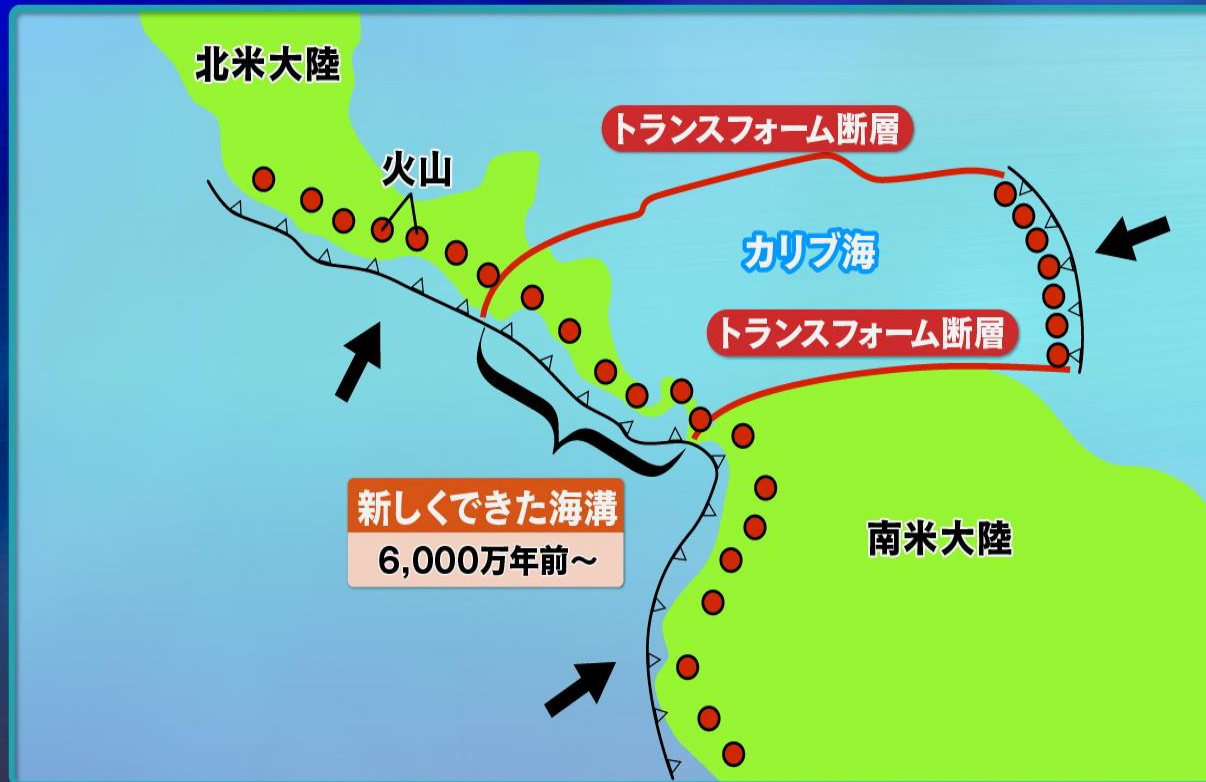 北米大陸
トランスフォーム断層
火山
カリブ海
トランスフォーム断層
新しくできた海溝
6,000万年前～
南米大陸